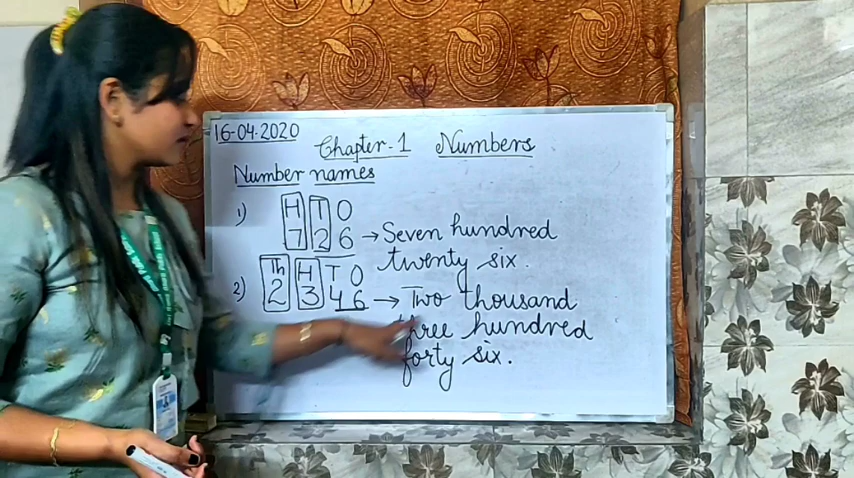 16-04-2020
Chapter-1 Numbers
Number names
1) H T O
7 2 6 → Seven hundred
twenty six.
2) Th H T O
2 3 4 6 → Two thousand
three hundred
forty six.